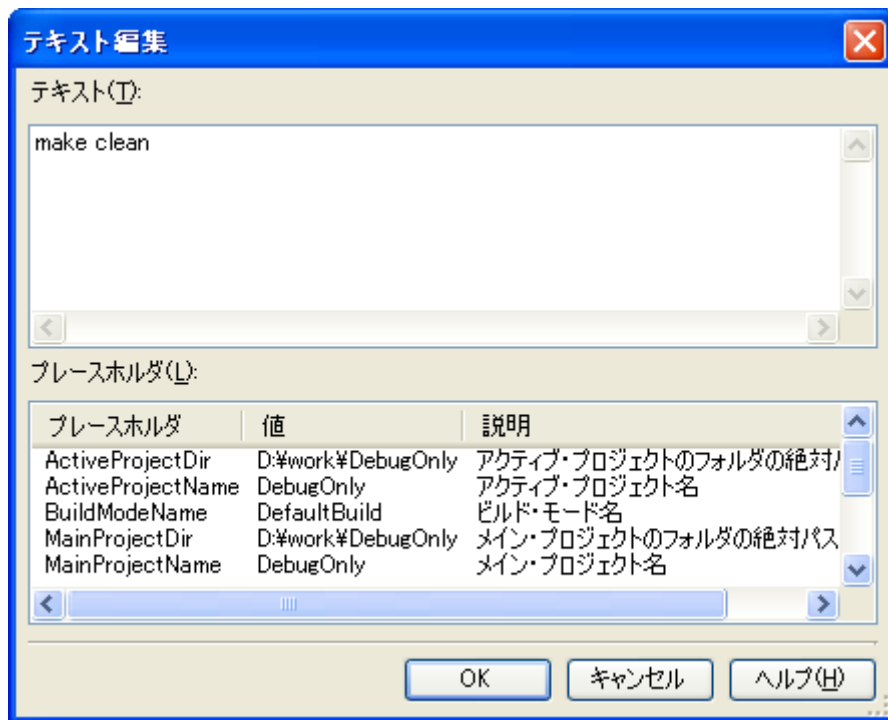 テキスト編集
テキスト(T):
make clean
プレースホルダ(L):
プレースホルダ 値 説明
ActiveProjectDir D:¥work¥DebugOnly アクティブ・プロジェクトのフォルダの絶対パ
ActiveProjectName DebugOnly アクティブ・プロジェクト名
BuildModeName DefaultBuild ビルド・モード名
MainProjectDir D:¥work¥DebugOnly メイン・プロジェクトのフォルダの絶対パス
MainProjectName DebugOnly メイン・プロジェクト名
OK キャンセル ヘルプ(H)